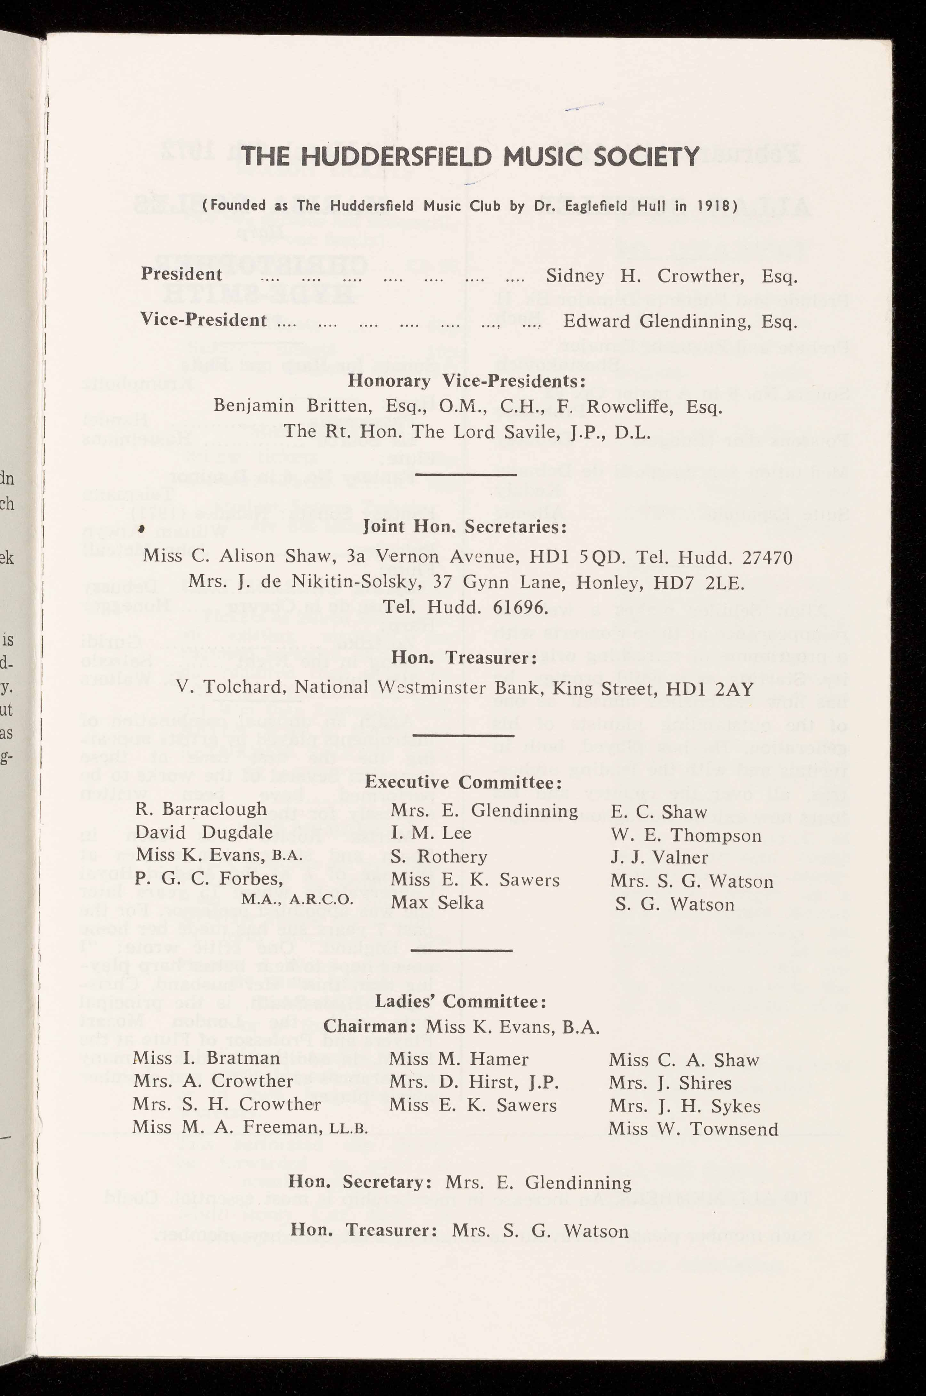 THE HUDDERSFIELD MUSIC SOCIETY
(Founded as The Huddersfield Music Club by Dr. Eaglefield Hull in 1918)
President .... .... .... .... .... .... .... Sidney H. Crowther, Esq.
Vice-President .... .... .... .... .... .... .... Edward Glendinning, Esq.
Honorary Vice-Presidents:
Benjamin Britten, Esq., O.M., C.H., F. Rowcliffe, Esq.
The Rt. Hon. The Lord Savile, J.P., D.L.
Joint Hon. Secretaries:
Miss C. Alison Shaw, 3a Vernon Avenue, HD1 5QD. Tel. Hudd. 27470
Mrs. J. de Nikitin-Solsky, 37 Gynn Lane, Honley, HD7 2LE.
Tel. Hudd. 61696.
Hon. Treasurer:
V. Tolchard, National Westminster Bank, King Street, HD1 2AY
Executive Committee:
R. Barraclough Mrs. E. Glendinning E. C. Shaw
David Dugdale I. M. Lee W. E. Thompson
Miss K. Evans, B.A. S. Rothery J. J. Valner
P. G. C. Forbes, Miss E. K. Sawers Mrs. S. G. Watson
M.A., A.R.C.O. Max Selka S. G. Watson
Ladies' Committee:
Chairman: Miss K. Evans, B.A.
Miss I. Bratman Miss M. Hamer Miss C. A. Shaw
Mrs. A. Crowther Mrs. D. Hirst, J.P. Mrs. J. Shires
Mrs. S. H. Crowther Miss E. K. Sawers Mrs. J. H. Sykes
Miss M. A. Freeman, LL.B. Miss W. Townsend
Hon. Secretary: Mrs. E. Glendinning
Hon. Treasurer: Mrs. S. G. Watson